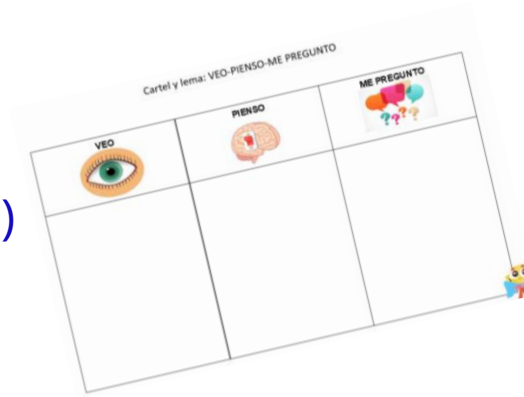 Cartel y lema: VEO-PIENSO-ME PREGUNTO
VEO
PIENSO
ME PREGUNTO
)